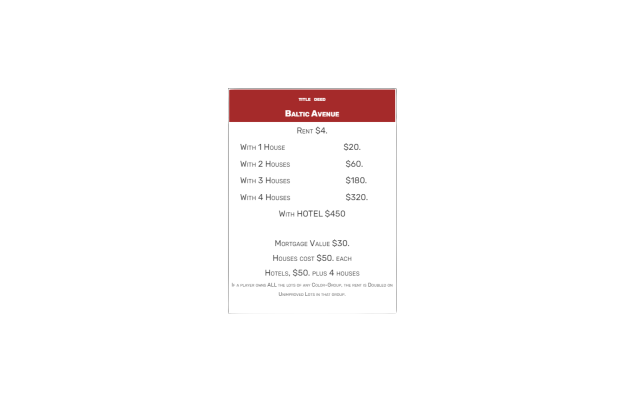 TITLE DEED
BALTIC AVENUE
RENT $4.
WITH 1 HOUSE $20.
WITH 2 HOUSES $60.
WITH 3 HOUSES $180.
WITH 4 HOUSES $320.
WITH HOTEL $450
MORTGAGE VALUE $30.
HOUSES COST $50. EACH
HOTELS, $50. PLUS 4 HOUSES
IF A PLAYER OWNS ALL THE LOTS OF ANY COLOR-GROUP, THE RENT IS DOUBLED ON
UNIMPROVED LOTS IN THAT GROUP.